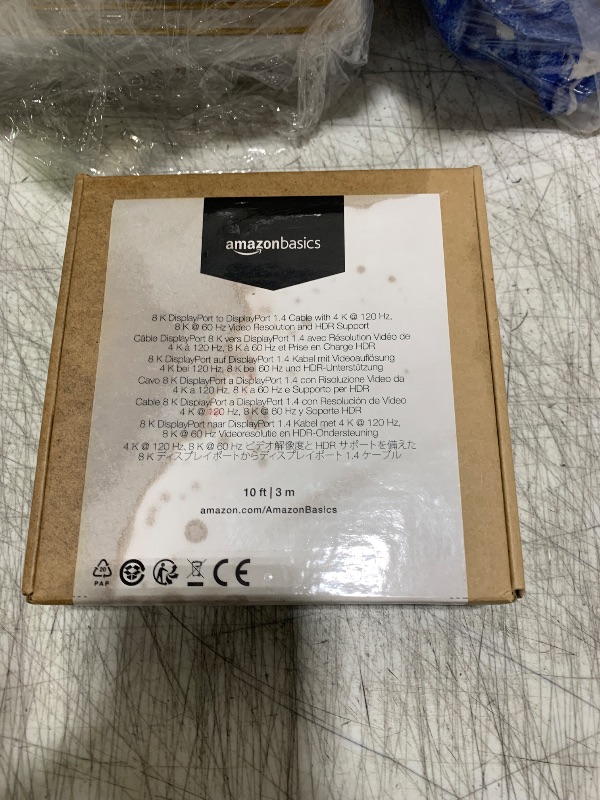 amazonbasics
8 K DisplayPort to DisplayPort 1.4 Cable with 4 K @ 120 Hz,
8 K @ 60 Hz Video Resolution and HDR Support
Câble DisplayPort 8 K vers DisplayPort 1.4 avec Résolution Vidéo de
4 K à 120 Hz, 8 K à 60 Hz et Prise en Charge HDR
8 K DisplayPort auf DisplayPort 1.4 Kabel mit Videoauflösung
4 K bei 120 Hz, 8 K bei 60 Hz und HDR-Unterstützung
Cavo 8 K DisplayPort a DisplayPort 1.4 con Risoluzione Video da
4 K a 120 Hz, 8 K a 60 Hz e Supporto per HDR
Cable 8 K DisplayPort a DisplayPort 1.4 con Resolución de Video
4 K @ 120 Hz, 8 K @ 60 Hz y Soporte HDR
8 K DisplayPort naar DisplayPort 1.4 Kabel met 4 K @ 120 Hz,
8 K @ 60 Hz Videoresolutie en HDR-Ondersteuning
4 K @ 120 Hz, 8 K @ 60 Hz ビデオ解像度と HDR サポートを備えた
8 K ディスプレイポートからディスプレイポート 1.4 ケーブル
10 ft | 3 m
amazon.com/AmazonBasics
20
PAP
CE